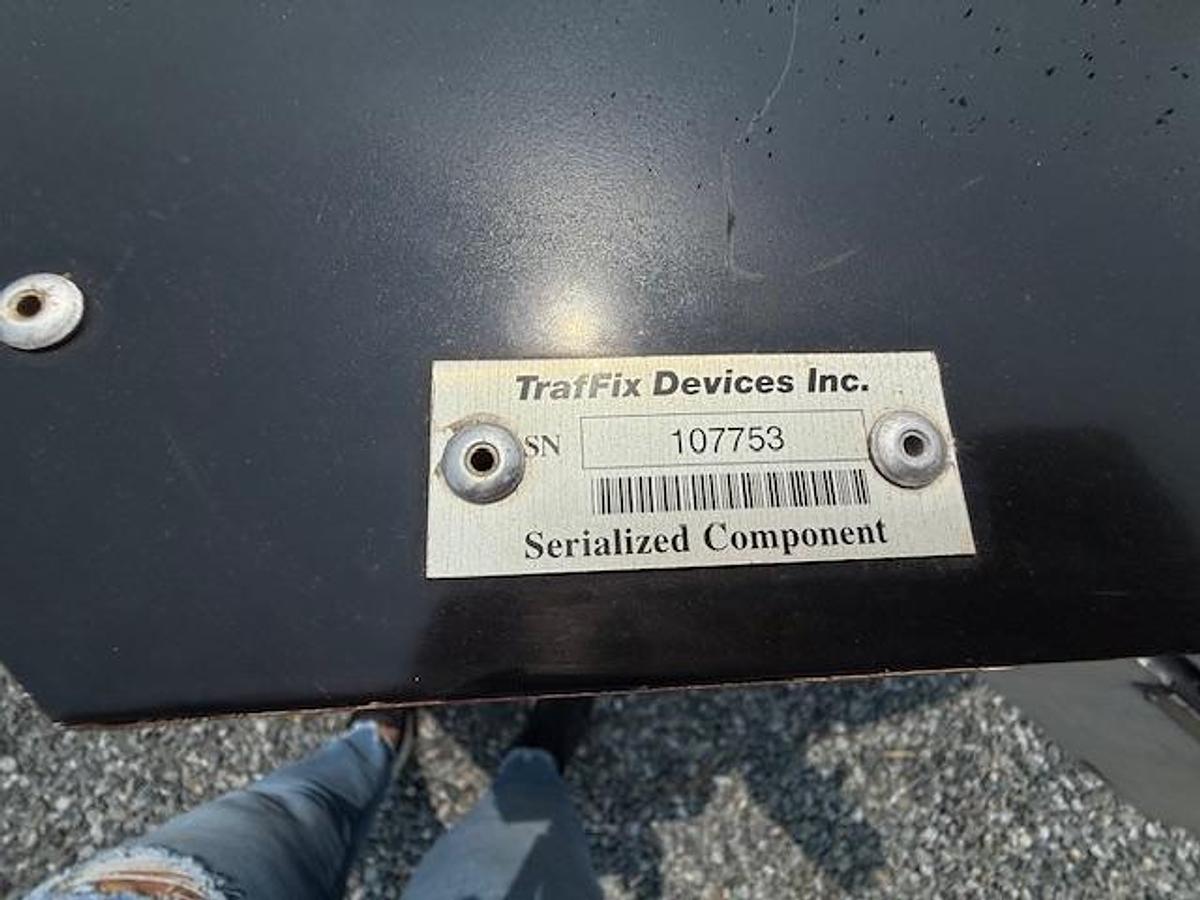 TrafFix Devices Inc.
SN 107753
Serialized Component